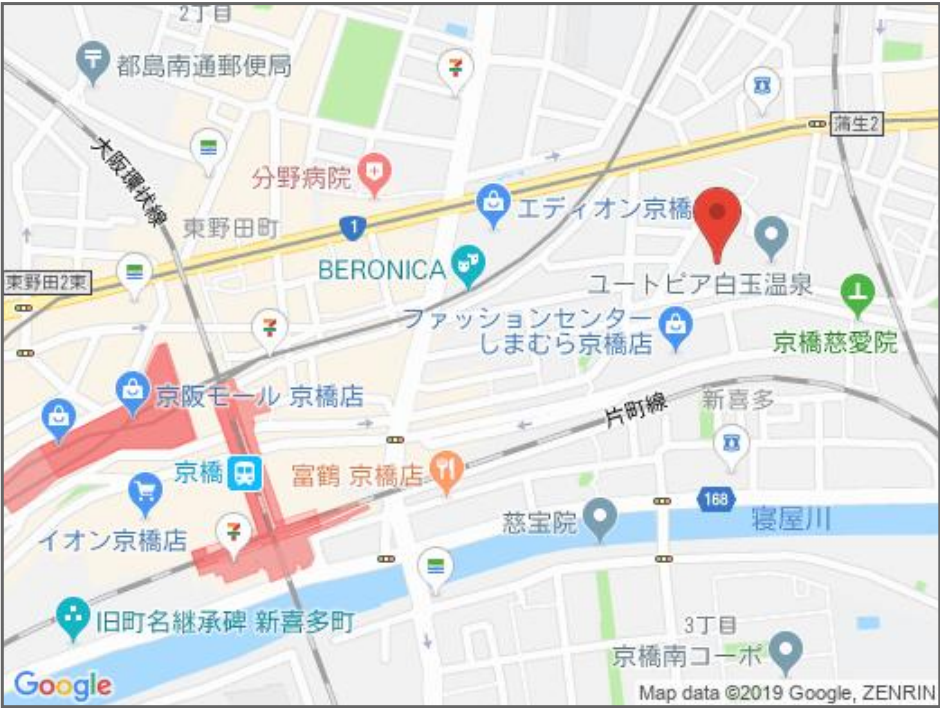 2丁目
都島南通郵便局
蒲生2
大阪環状線
分野病院
エディオン京橋
東野田町
1
BERONICA
東野田2東
ユートピア白玉温泉
ファッションセンター
しまむら京橋店
京橋慈愛院
京阪モール 京橋店
片町線
新喜多
京橋
富鶴 京橋店
168
イオン京橋店
慈宝院
寝屋川
旧町名継承碑 新喜多町
3丁目
京橋南コーポ
Google
Map data ©2019 Google, ZENRIN